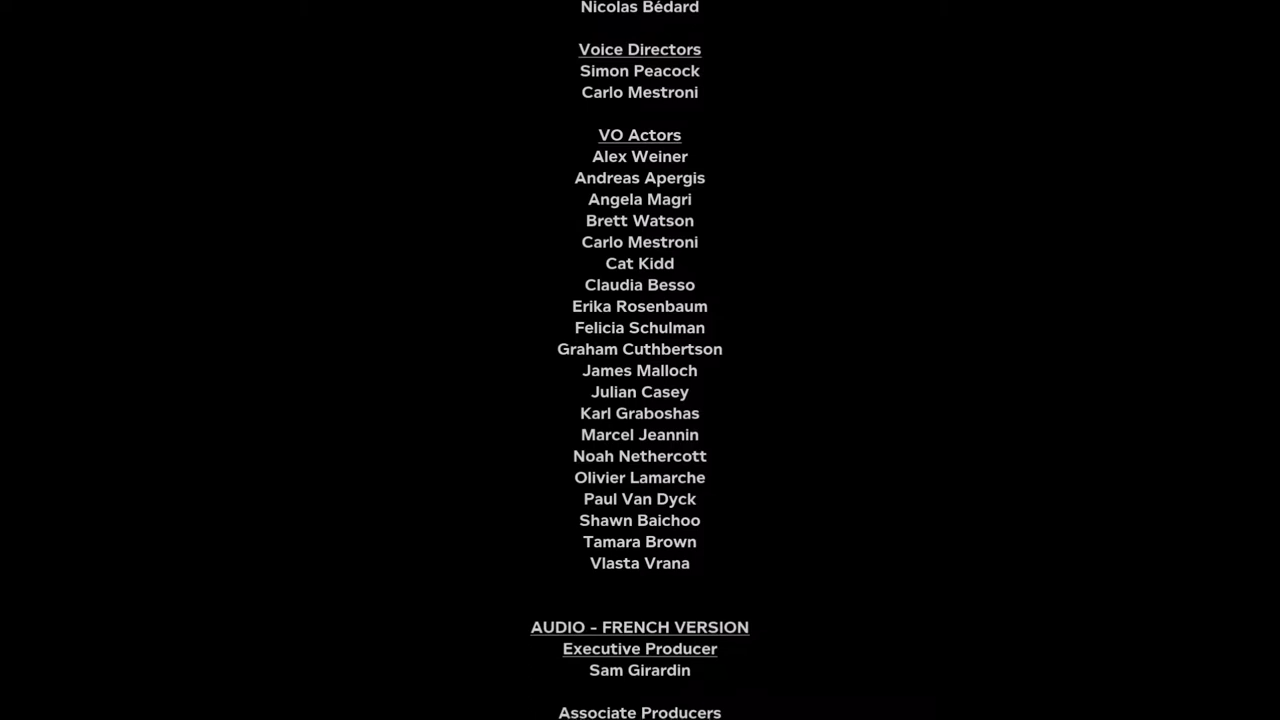 Nicolas Bédard
Voice Directors
Simon Peacock
Carlo Mestroni
VO Actors
Alex Weiner
Andreas Apergis
Angela Magri
Brett Watson
Carlo Mestroni
Cat Kidd
Claudia Besso
Erika Rosenbaum
Felicia Schulman
Graham Cuthbertson
James Malloch
Julian Casey
Karl Graboshas
Marcel Jeannin
Noah Nethercott
Olivier Lamarche
Paul Van Dyck
Shawn Baichoo
Tamara Brown
Vlasta Vrana
AUDIO - FRENCH VERSION
Executive Producer
Sam Girardin
Associate Producers